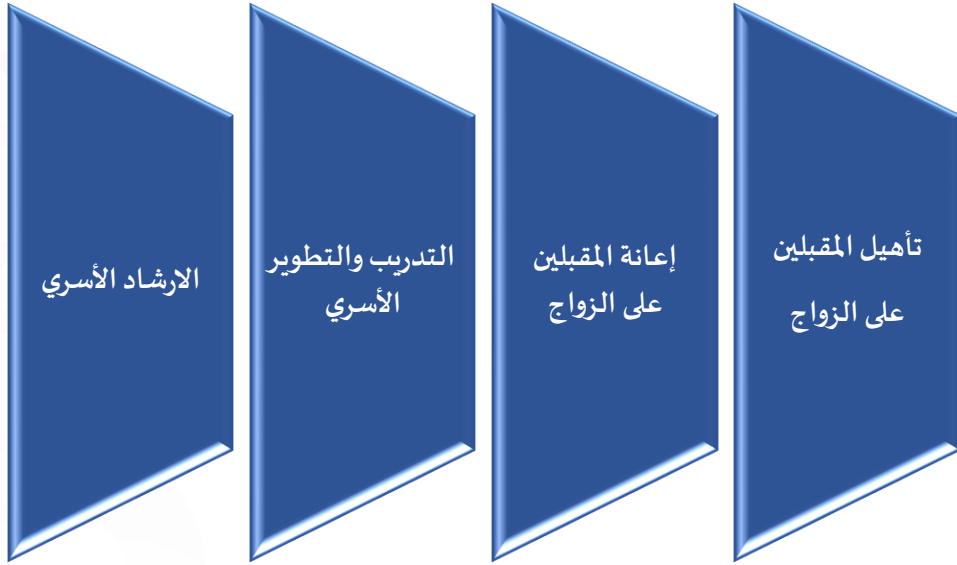 تأهيل المقبلين
على الزواج
إعانة المقبلين
على الزواج
التدريب والتطوير
الأسري
الارشاد الأسري